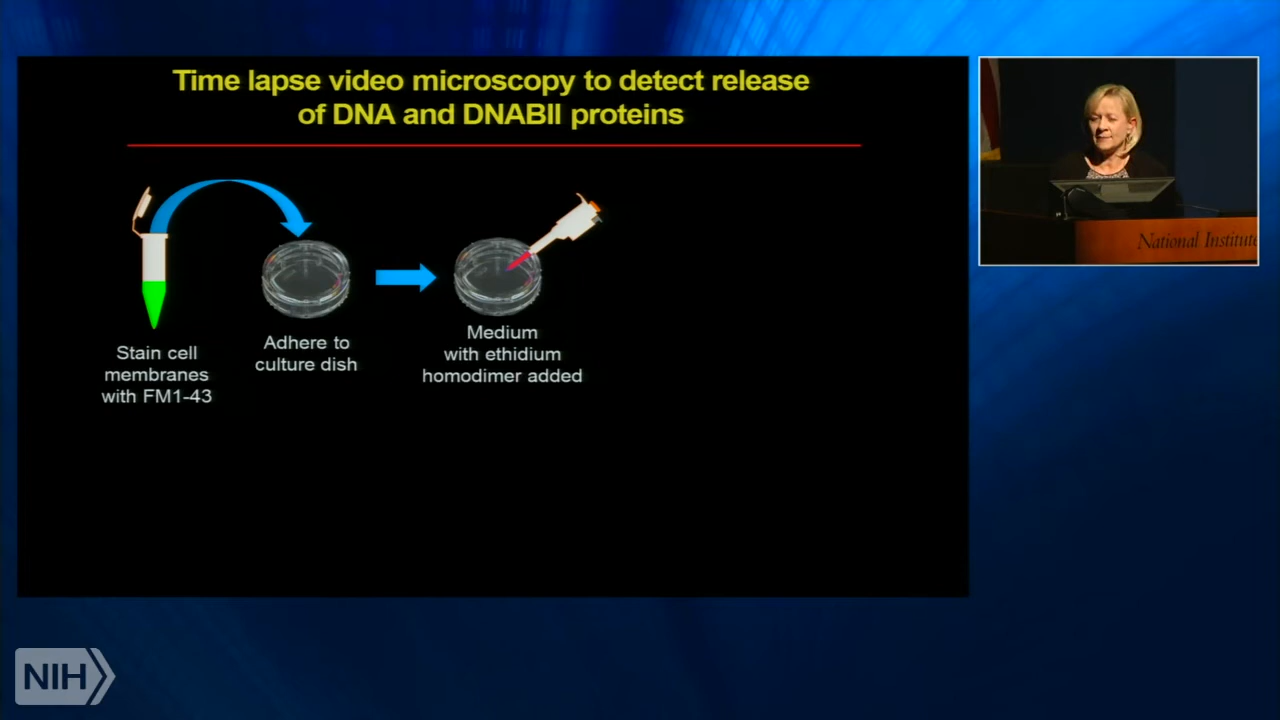 Time lapse video microscopy to detect release
of DNA and DNABII proteins
Stain cell
membranes
with FM1-43
Adhere to
culture dish
Medium
with ethidium
homodimer added
National Institute
NIH